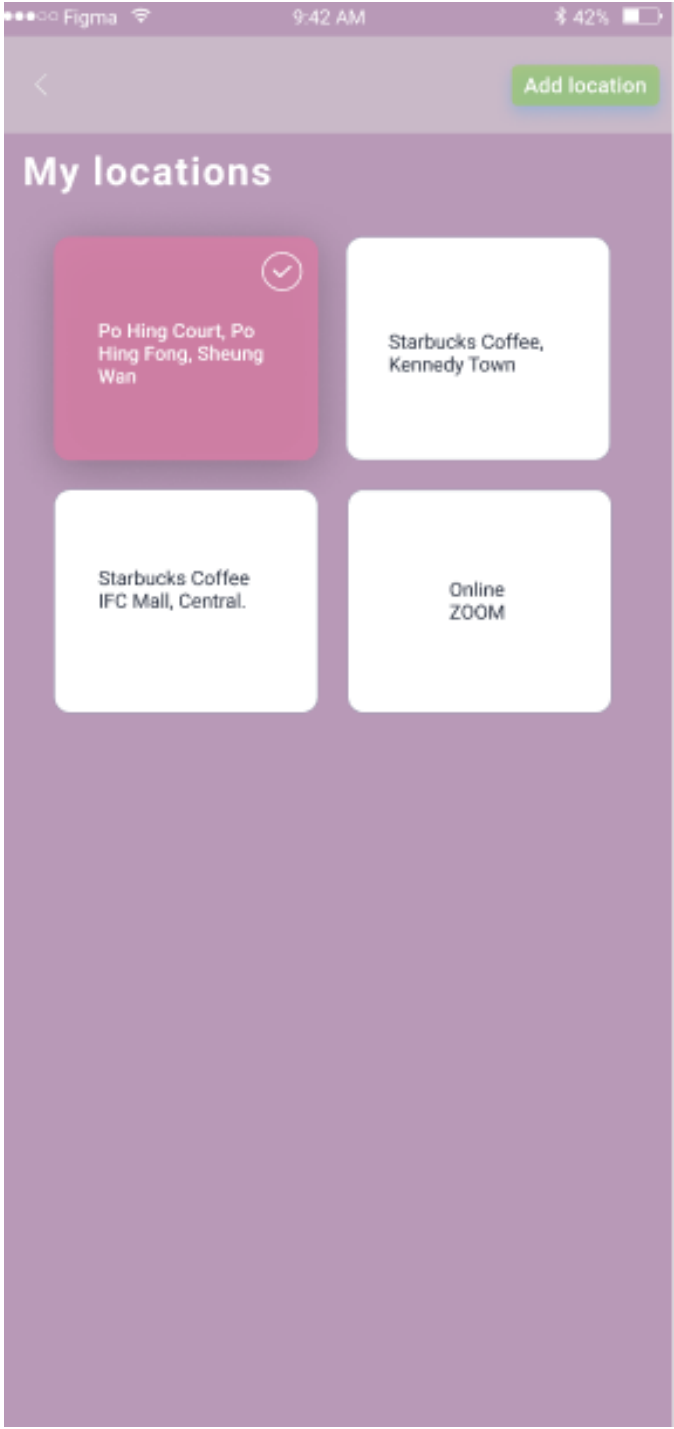 Figma 9:42 AM 42%
Add location
My locations
Po Hing Court, Po
Hing Fong, Sheung
Wan
Starbucks Coffee,
Kennedy Town
Starbucks Coffee
IFC Mall, Central.
Online
ZOOM